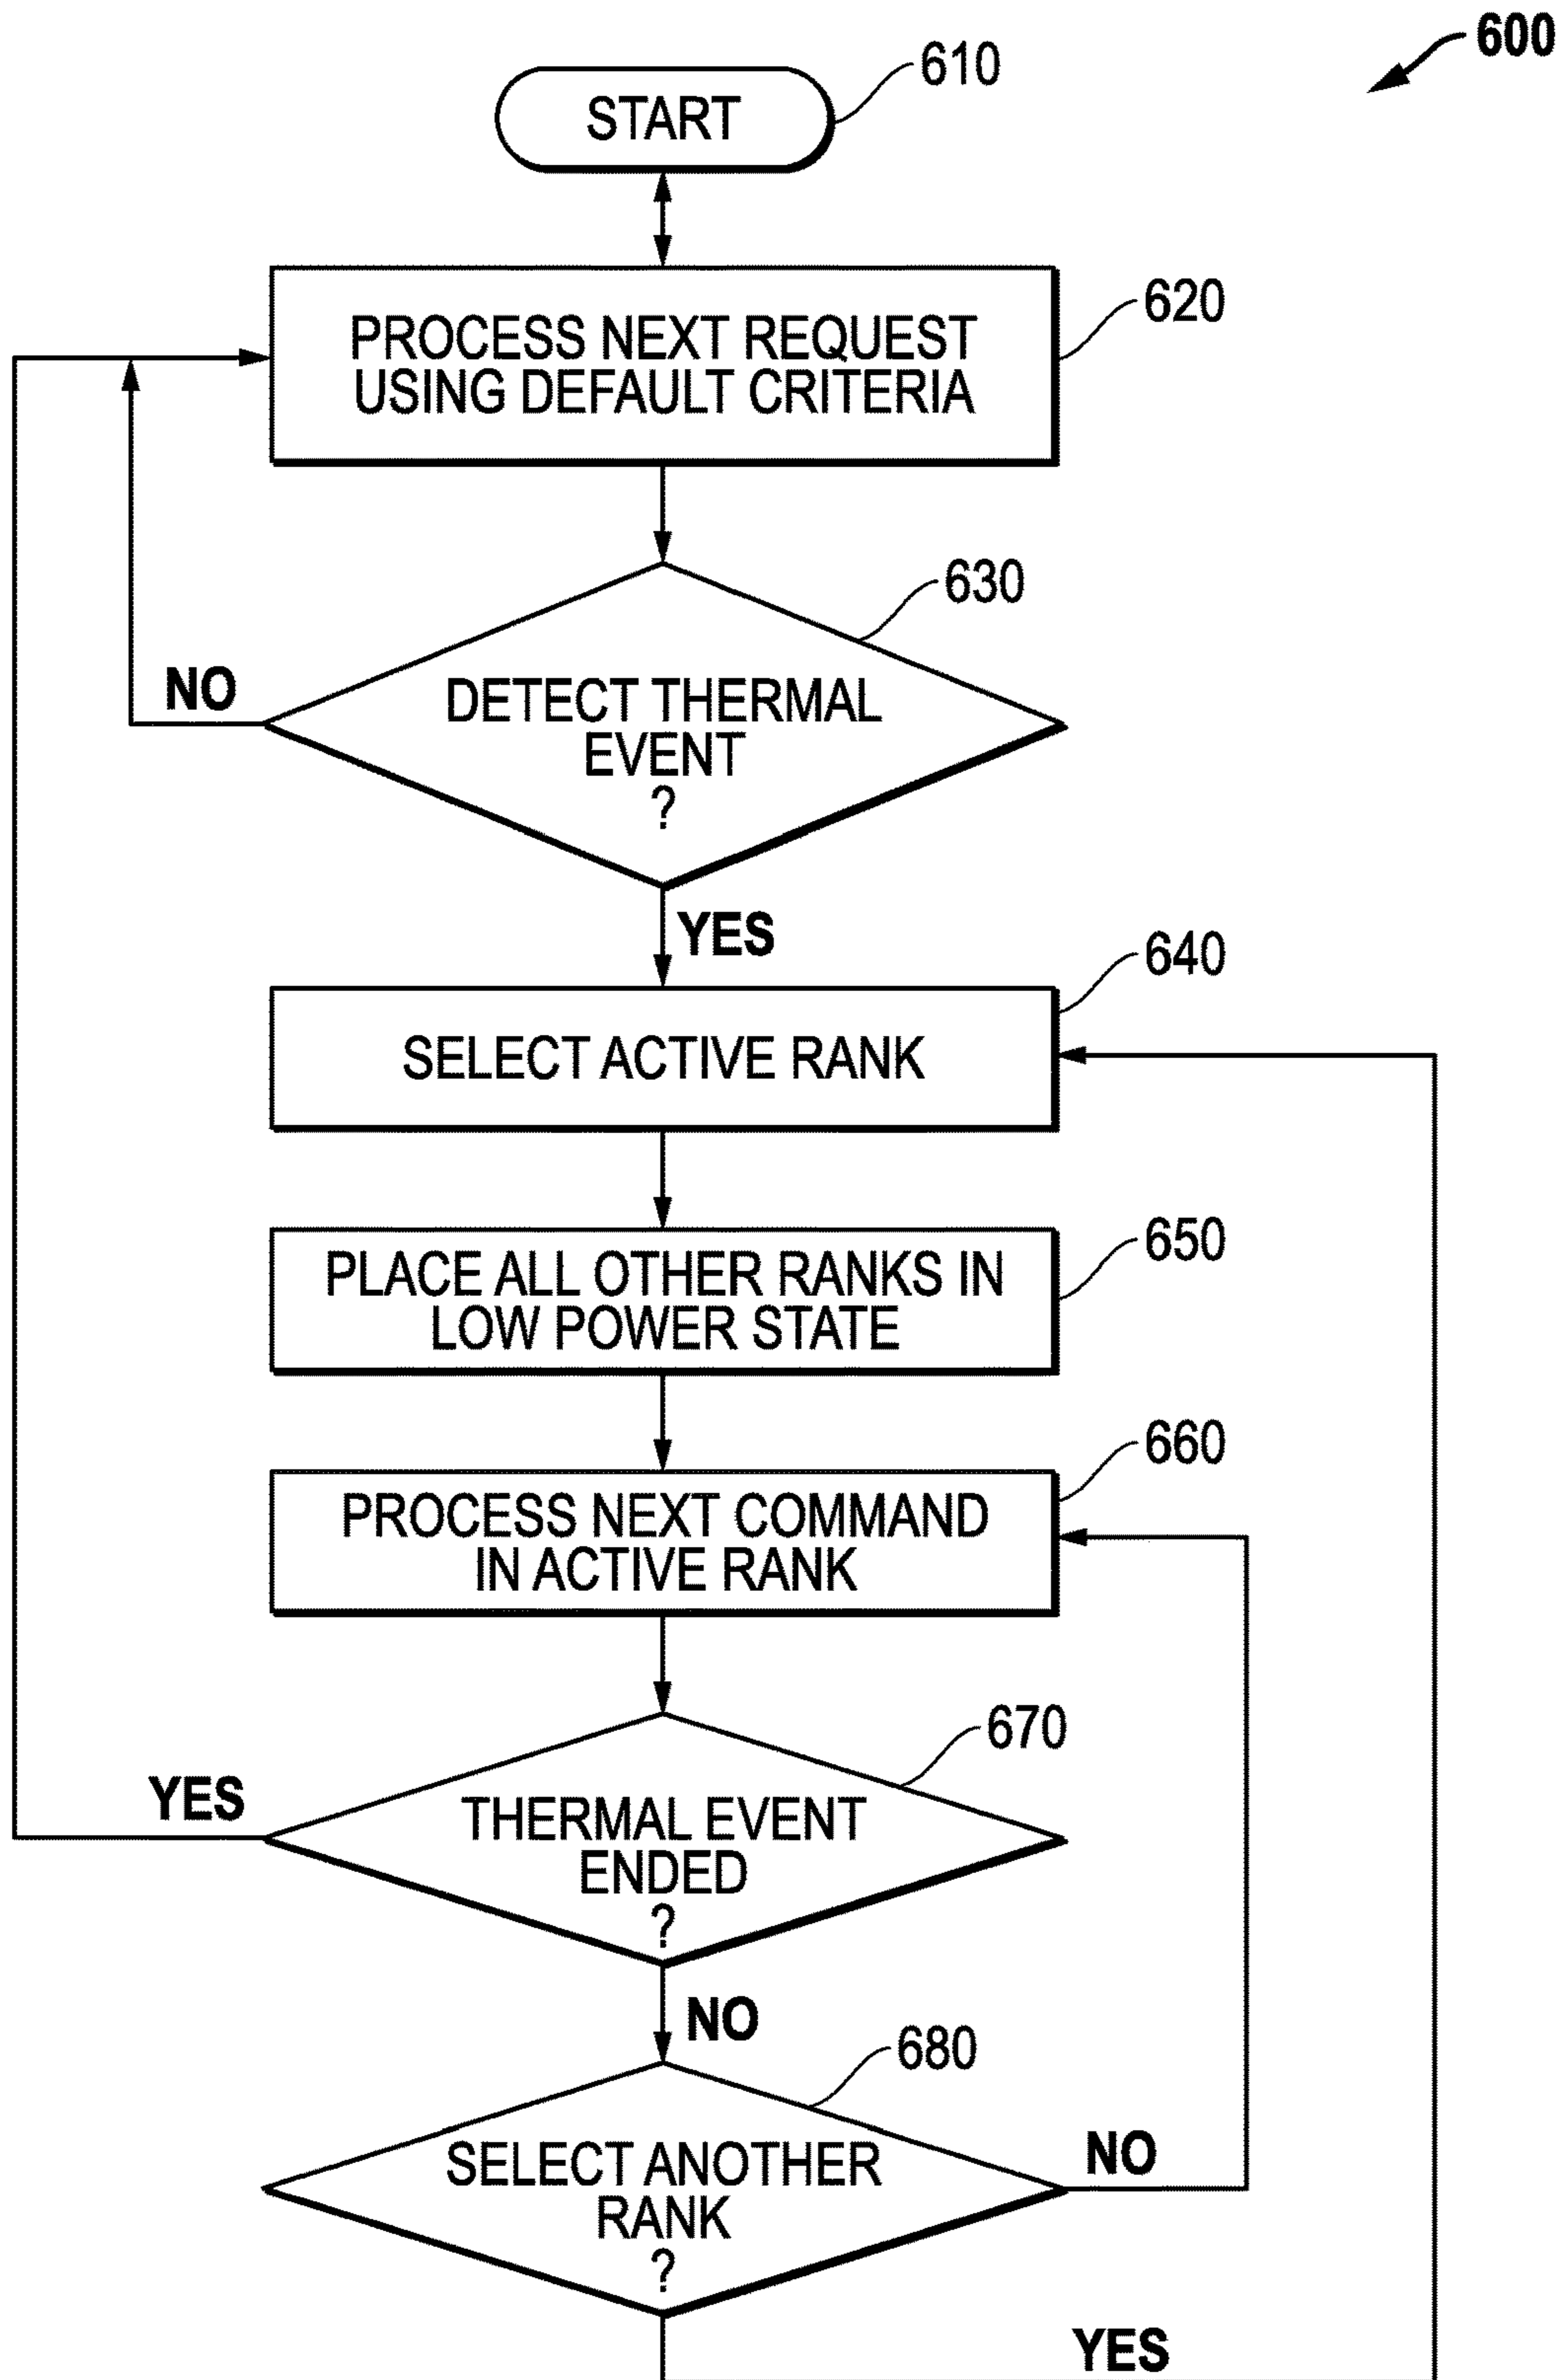 600
START
610
PROCESS NEXT REQUEST
USING DEFAULT CRITERIA
620
630
DETECT THERMAL
EVENT
?
NO
YES
640
SELECT ACTIVE RANK
650
PLACE ALL OTHER RANKS IN
LOW POWER STATE
660
PROCESS NEXT COMMAND
IN ACTIVE RANK
670
YES
THERMAL EVENT
ENDED
?
NO
680
SELECT ANOTHER
RANK
?
NO
YES